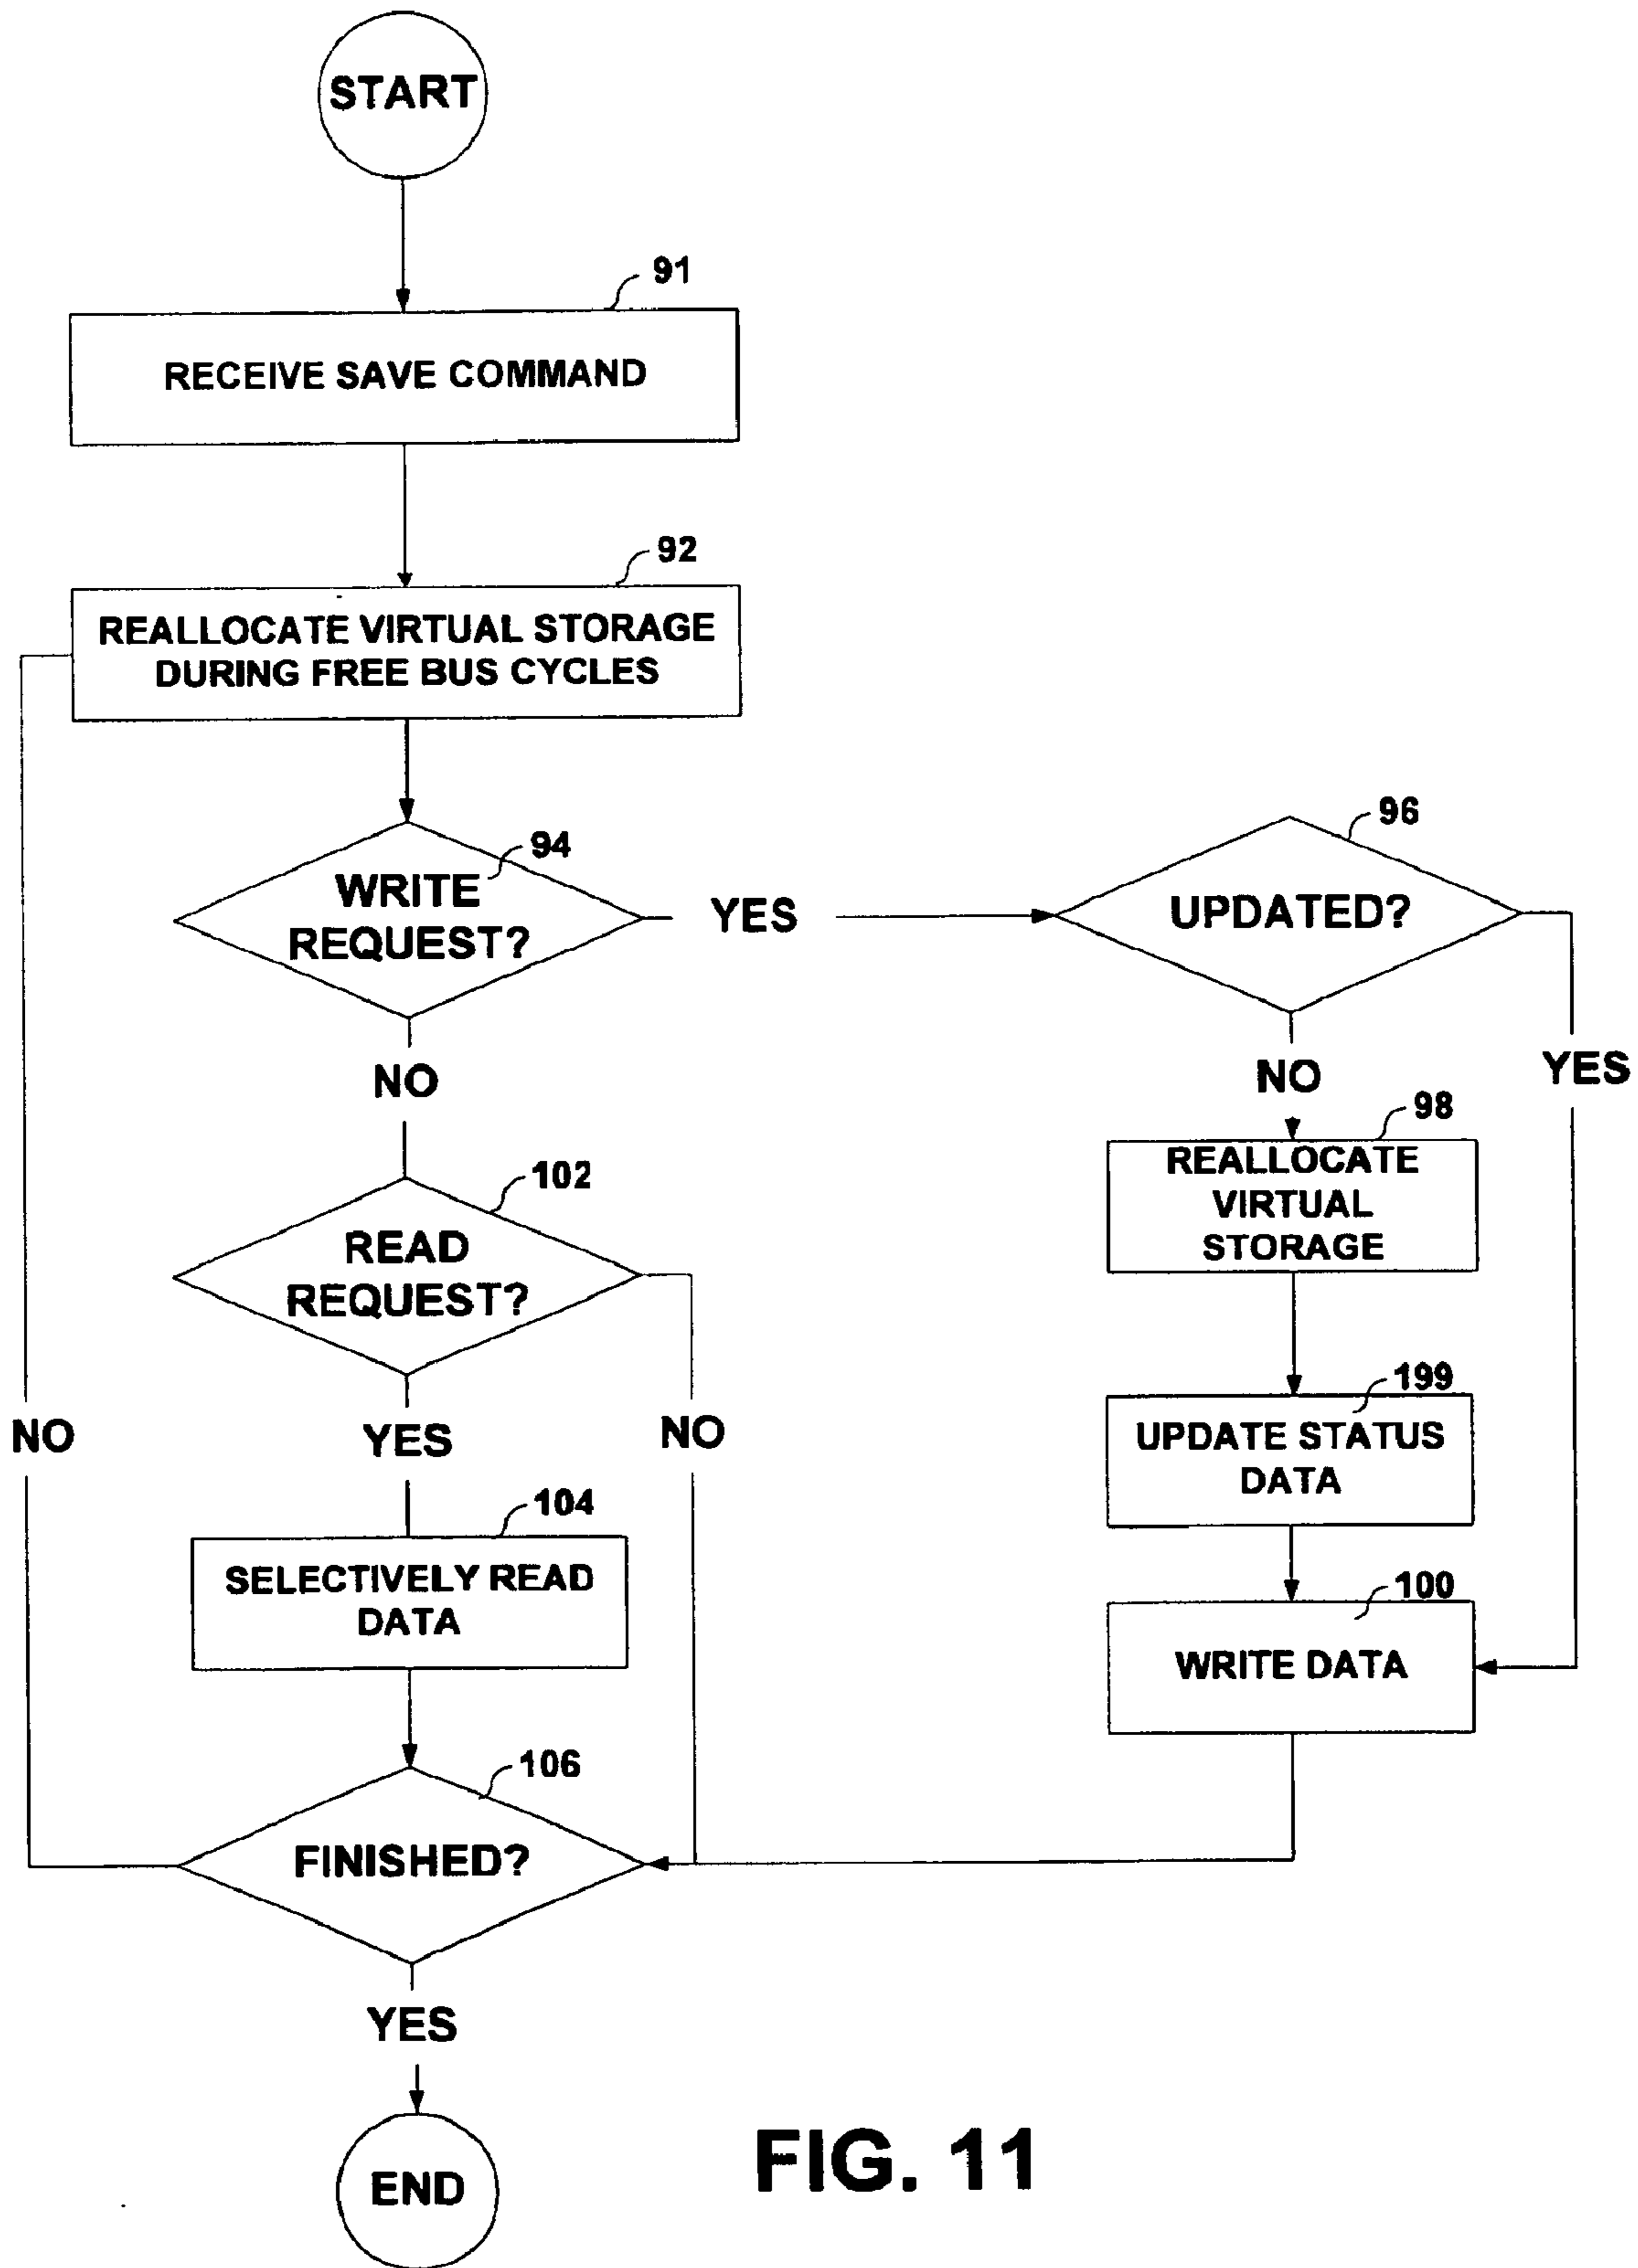 START
91
RECEIVE SAVE COMMAND
92
REALLOCATE VIRTUAL STORAGE
DURING FREE BUS CYCLES
94
WRITE
REQUEST?
YES
96
UPDATED?
NO
YES
NO
98
REALLOCATE
VIRTUAL
STORAGE
102
READ
REQUEST?
199
UPDATE STATUS
DATA
NO
YES
NO
104
SELECTIVELY READ
DATA
100
WRITE DATA
106
FINISHED?
YES
END
FIG. 11